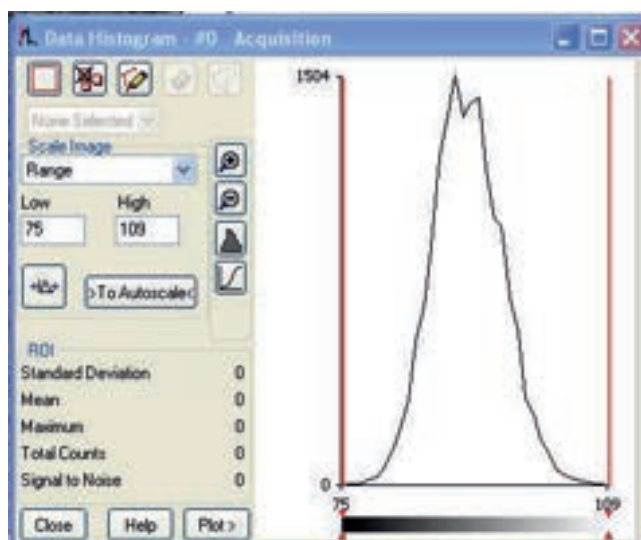 Data Histogram - #0 Acquisition
None Selected
Scale Image
Range
Low High
75 109
>To Autoscale<
ROI
Standard Deviation 0
Mean 0
Maximum 0
Total Counts 0
Signal to Noise 0
Close Help Plot >
1504
0
75 109